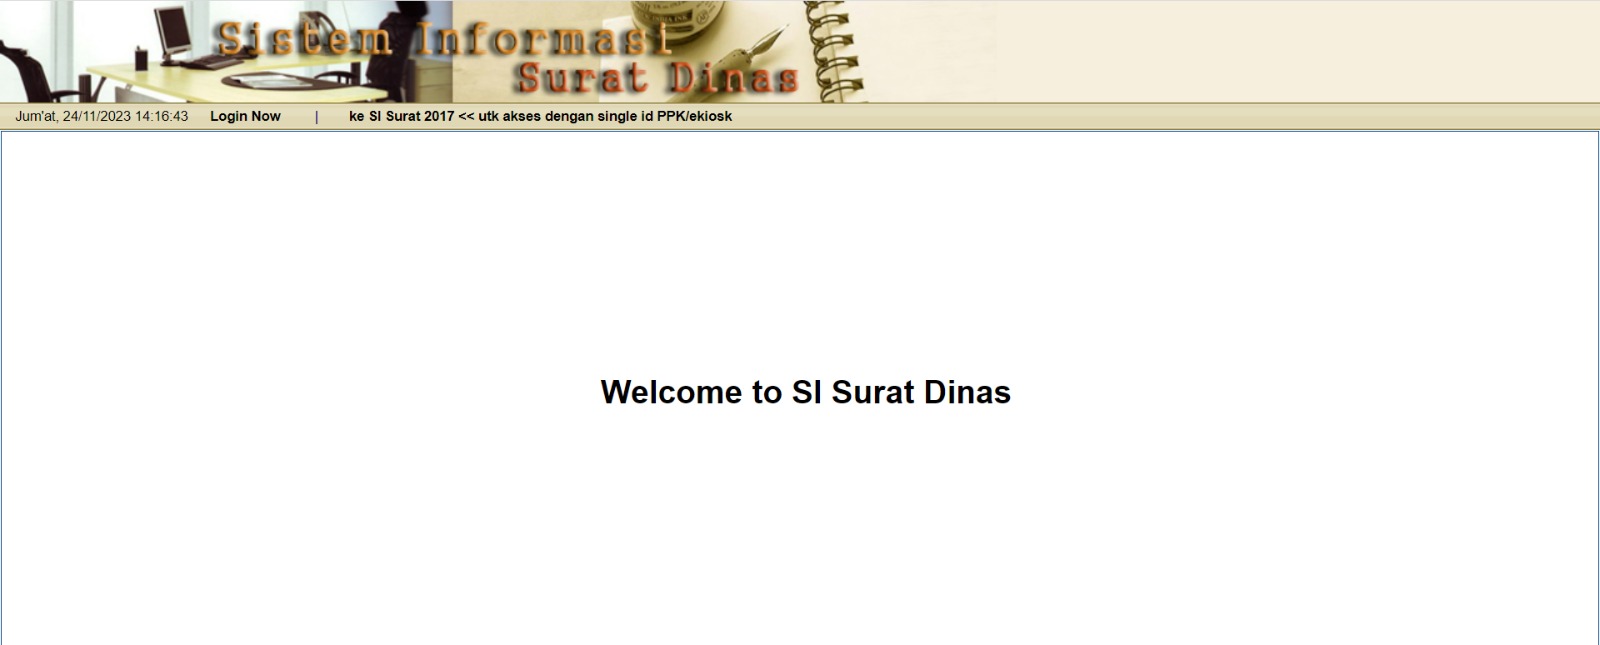 Sistem Informasi
Surat Dinas
Jum'at, 24/11/2023 14:16:43 Login Now | ke SI Surat 2017 << utk akses dengan single id PPK/ekiosk
Welcome to SI Surat Dinas